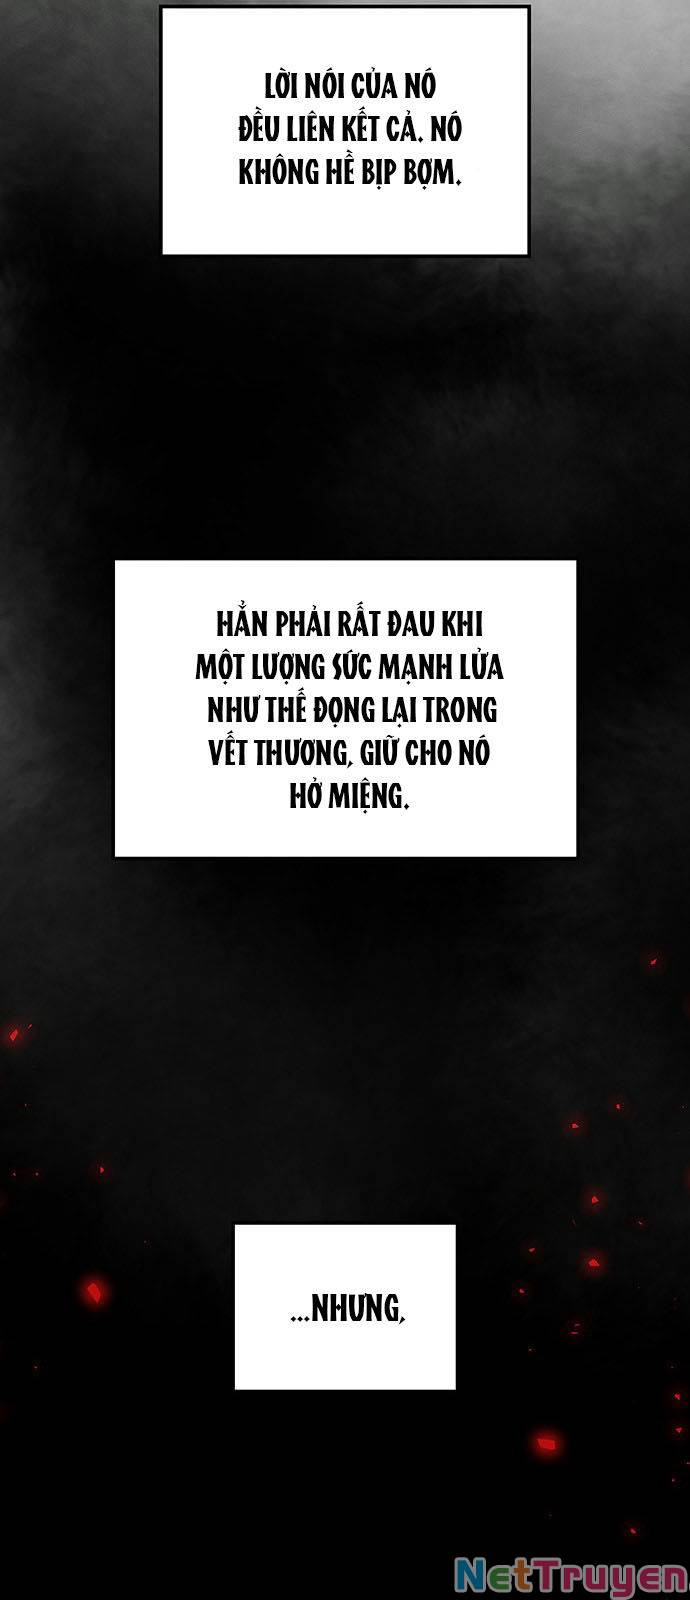 LỜI NÓI CỦA NÓ
ĐỀU LIÊN KẾT CẢ. NÓ
KHÔNG HỀ BỊP BỢM.
HẲN PHẢI RẤT ĐAU KHI
MỘT LƯỢNG SỨC MẠNH LỬA
NHƯ THẾ ĐỌNG LẠI TRONG
VẾT THƯƠNG, GIỮ CHO NÓ
HỞ MIỆNG.
...NHƯNG,
NetTruyen